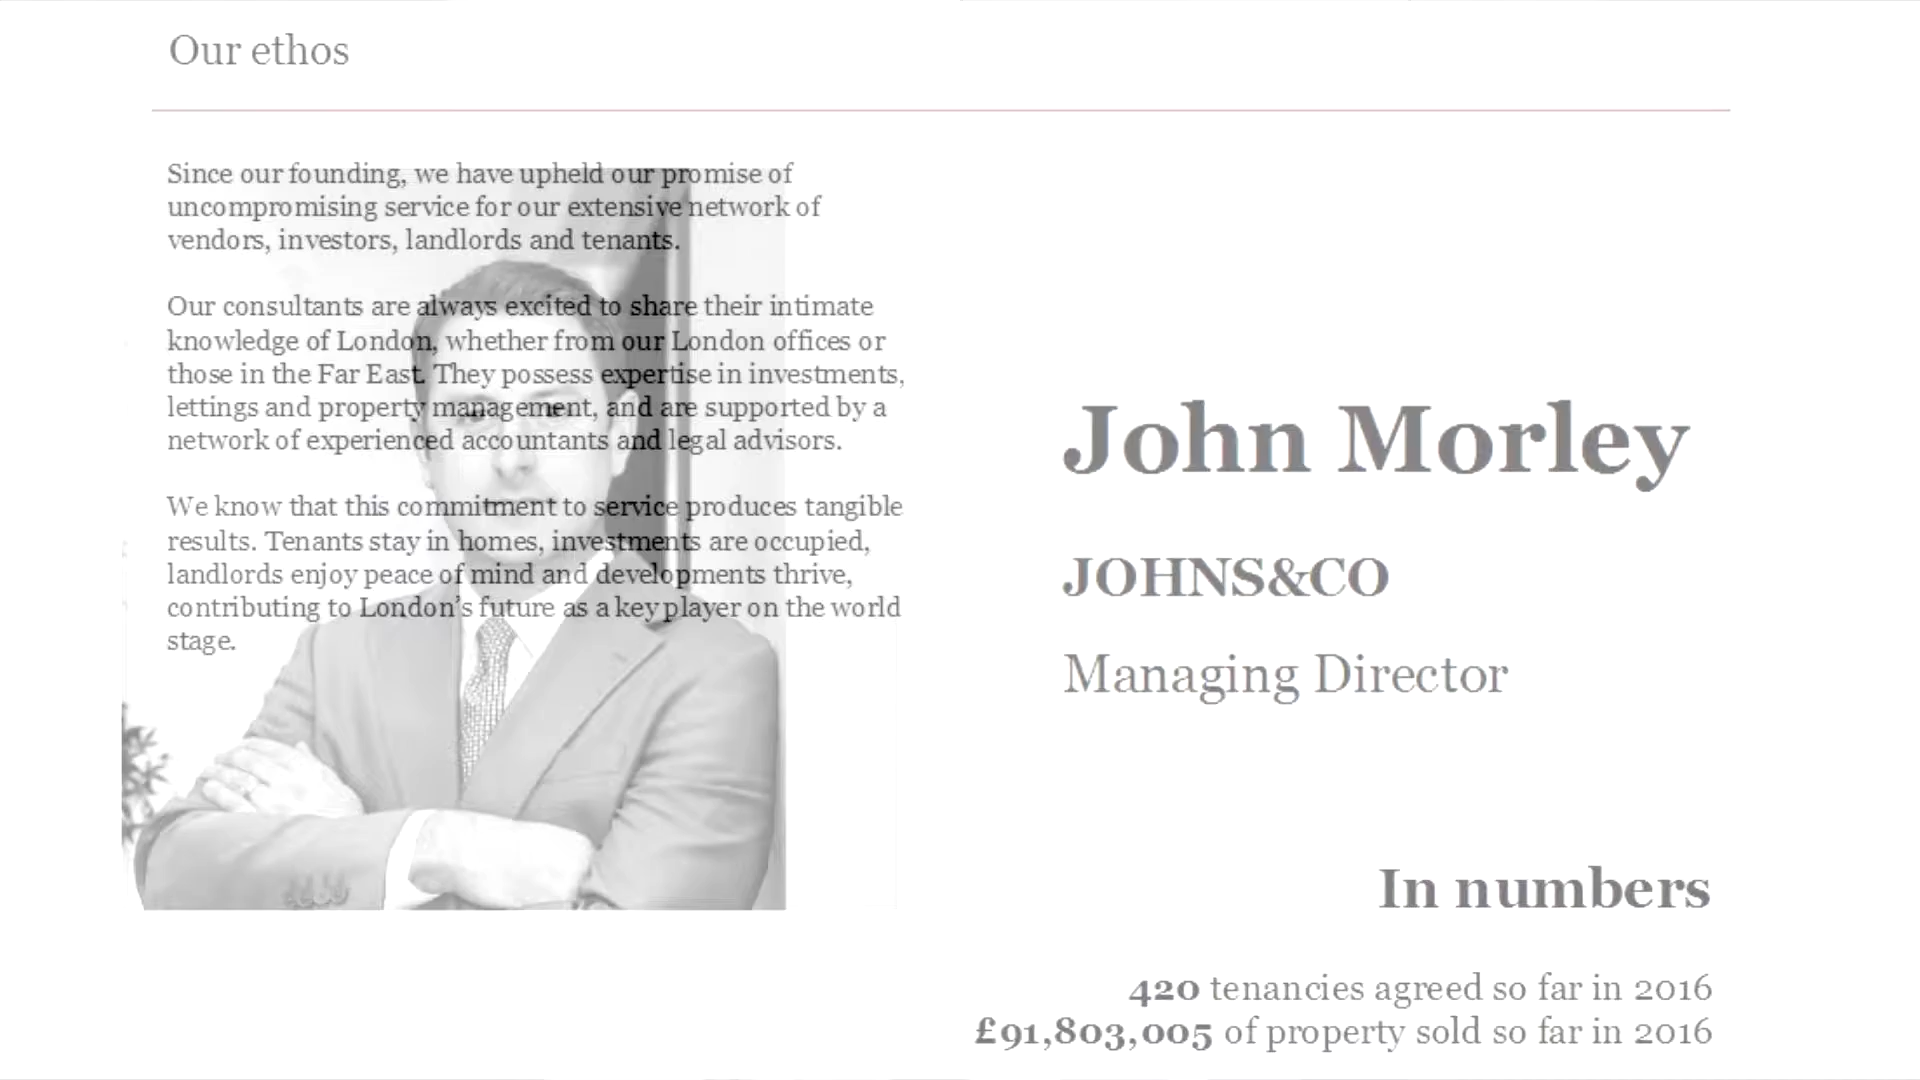 Our ethos
Since our founding, we have upheld our promise of
uncompromising service for our extensive network of
vendors, investors, landlords and tenants.
Our consultants are always excited to share their intimate
knowledge of London, whether from our London offices or
those in the Far East. They possess expertise in investments,
lettings and property management, and are supported by a
network of experienced accountants and legal advisors.
We know that this commitment to service produces tangible
results. Tenants stay in homes, investments are occupied,
landlords enjoy peace of mind and developments thrive,
contributing to London’s future as a key player on the world
stage.
John Morley
JOHNS&CO
Managing Director
In numbers
420 tenancies agreed so far in 2016
£91,803,005 of property sold so far in 2016